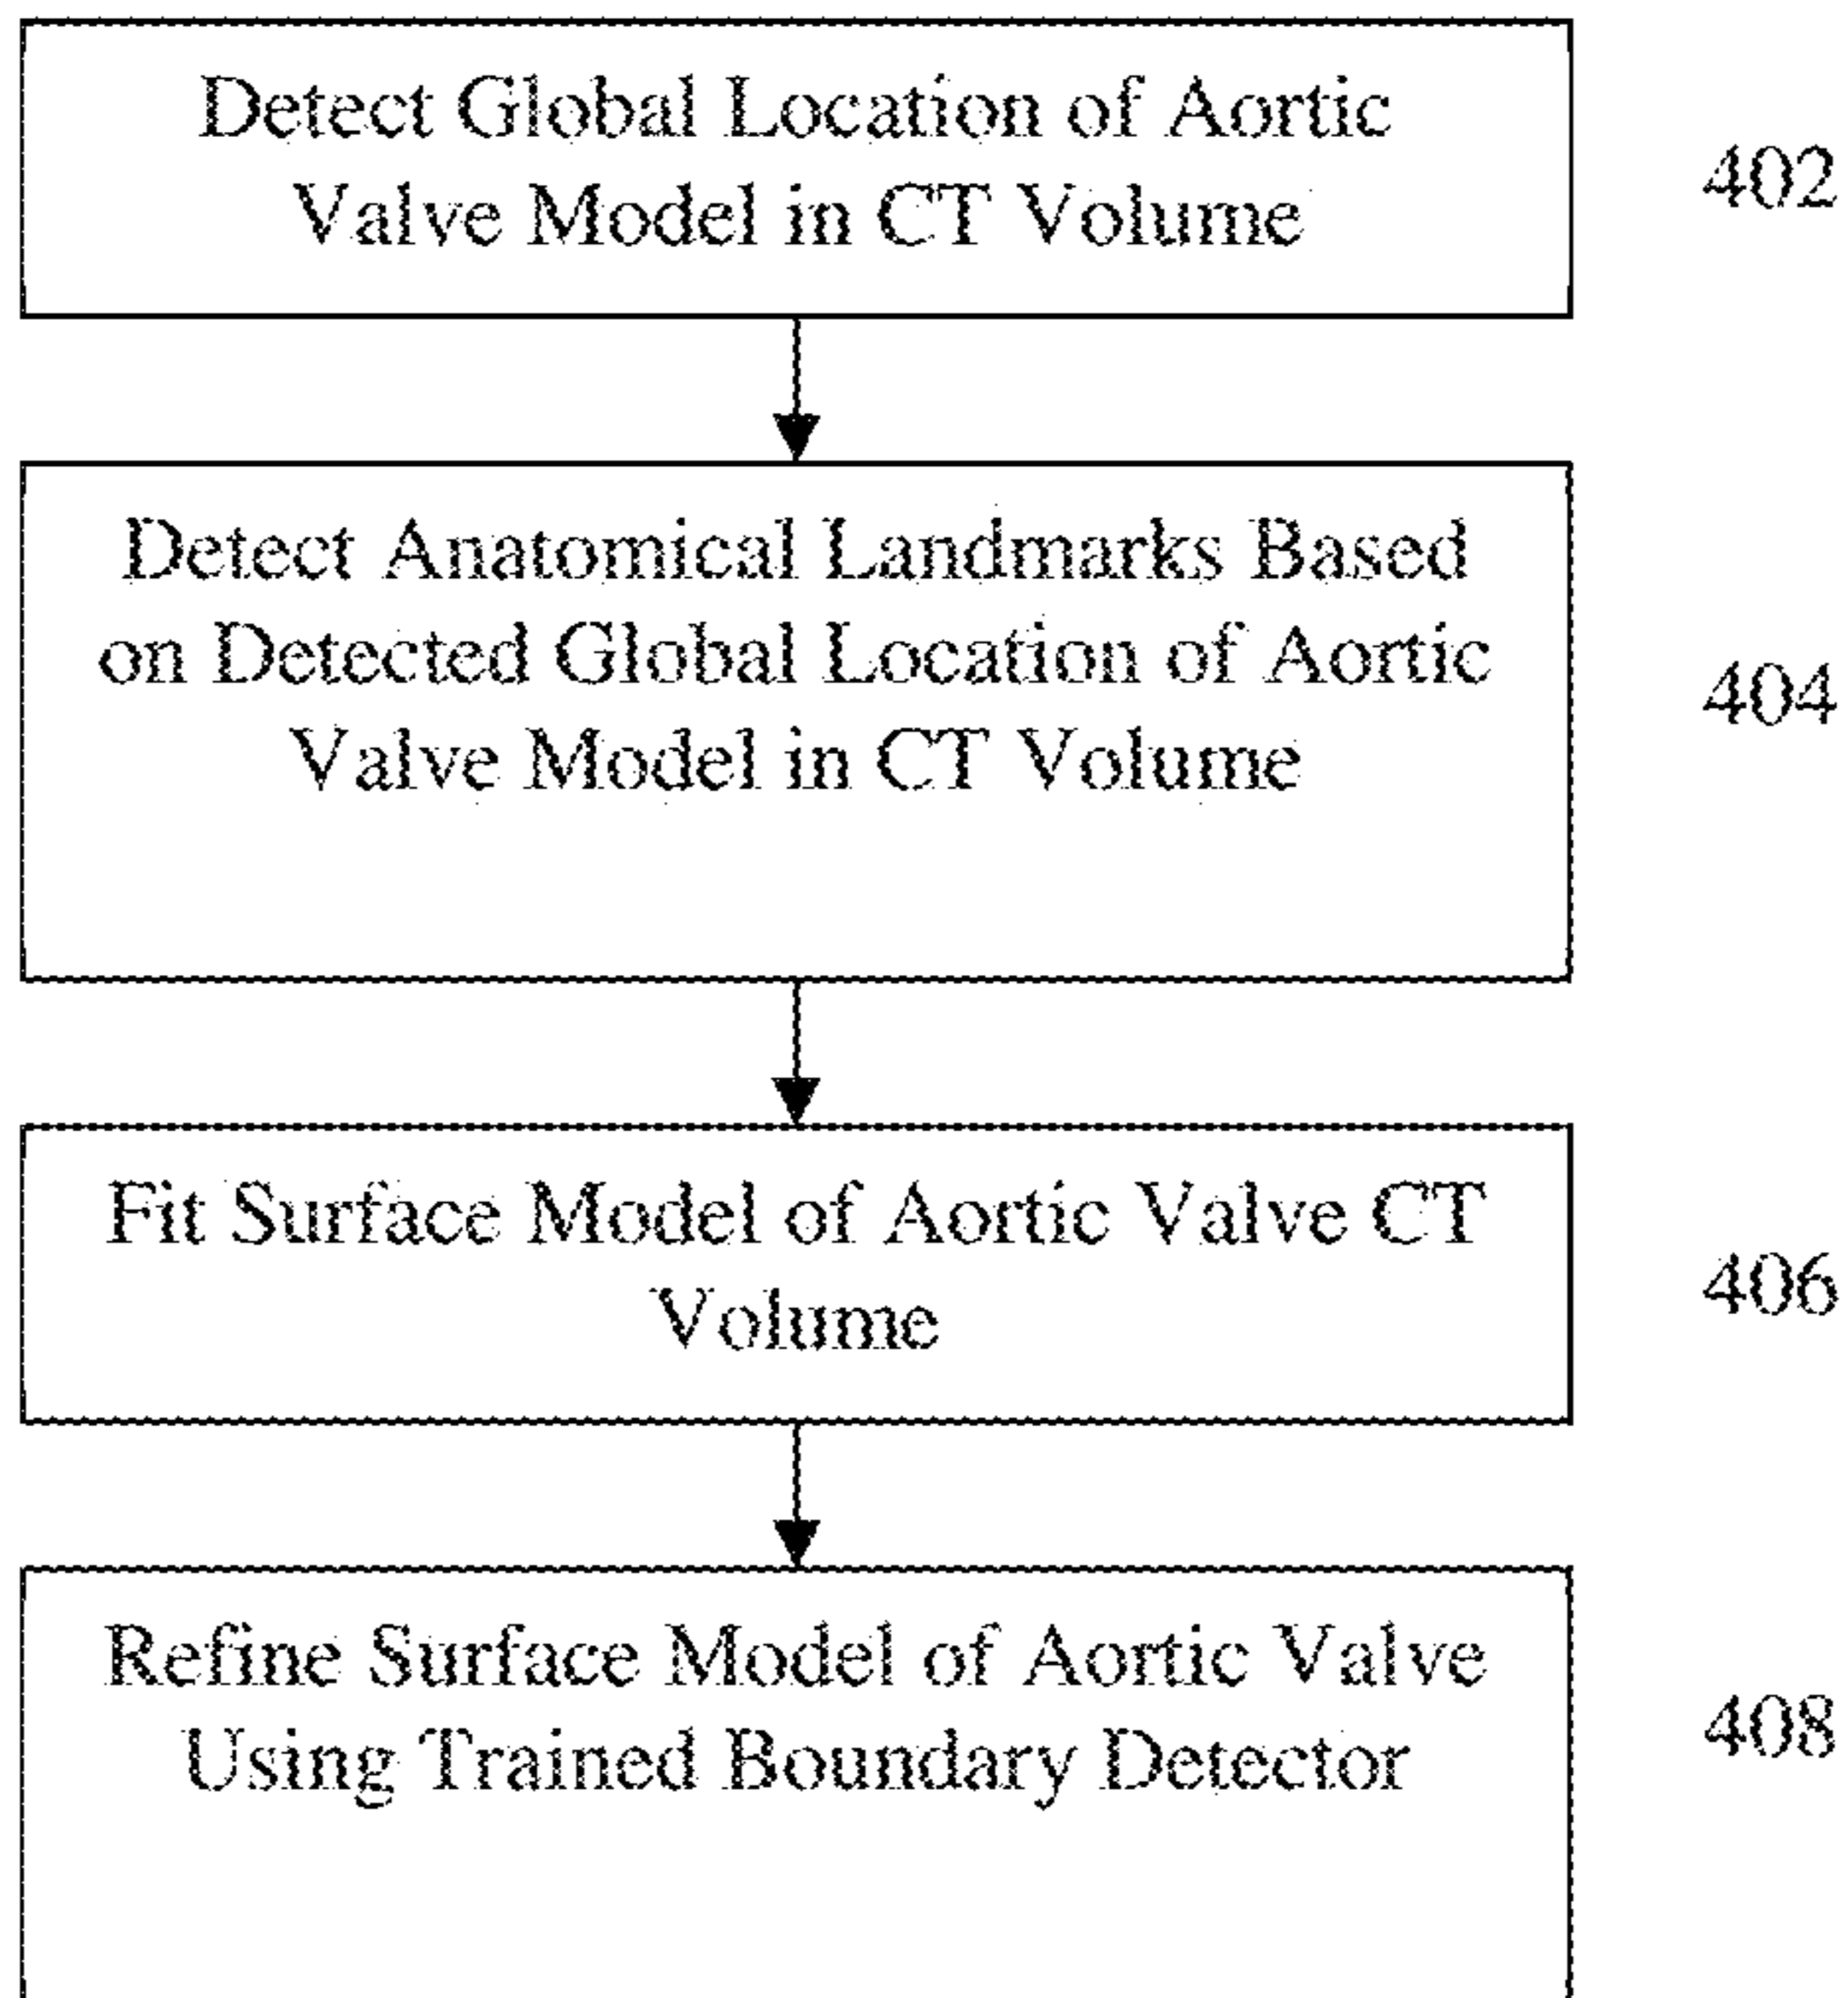 Detect Global Location of Aortic
Valve Model in CT Volume
402
Detect Anatomical Landmarks Based
on Detected Global Location of Aortic
Valve Model in CT Volume
404
Fit Surface Model of Aortic Valve CT
Volume
406
Refine Surface Model of Aortic Valve
Using Trained Boundary Detector
408